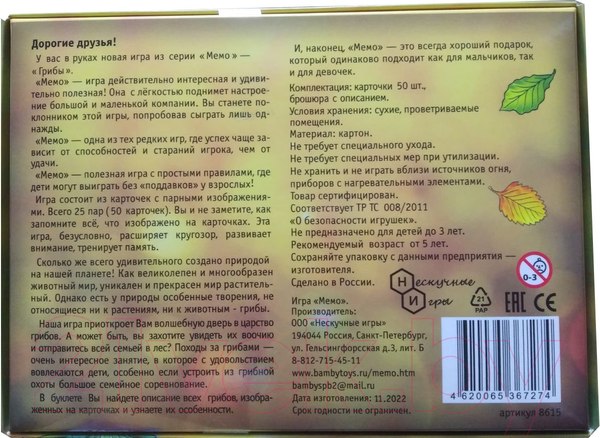 Дорогие друзья!
У вас в руках новая игра из серии «Мемо» —
«Грибы».
«Мемо» — игра действительно интересная и удиви-
тельно полезная! Она с лёгкостью поднимет настрое-
ние большой и маленькой компании. Вы станете по-
клонником этой игры, попробовав сыграть лишь од-
нажды.
«Мемо» — одна из тех редких игр, где успех чаще за-
висит от способностей и стараний игрока, чем от
удачи.
«Мемо» — полезная игра с простыми правилами, где
дети могут выиграть без «поддавков» у взрослых!
Игра состоит из карточек с парными изображения-
ми. Всего 25 пар (50 карточек). Вы и не заметите, как
запомните всё, что изображено на карточках. Эта
игра, безусловно, расширяет кругозор, развивает
внимание, тренирует память.
Сколько же всего удивительного создано природой
на нашей планете! Как великолепен и многообразен
животный мир, уникален и прекрасен мир раститель-
ный. Однако есть у природы особенные творения, не
относящиеся ни к растениям, ни к животным - грибы.
Наша игра приоткроет Вам волшебную дверь в царство
грибов. А может быть, вы захотите увидеть их воочию
и отправитесь всей семьей в лес? Походы за грибами —
очень интересное занятие, в которое с удовольствием
вовлекаются дети, особенно если устроить из грибной
охоты большое семейное соревнование.
В буклете Вы найдете описание всех грибов, изображен-
ных на карточках и узнаете их особенности.
И, наконец, «Мемо» — это всегда хороший подарок,
который одинаково подходит как для мальчиков, так
и для девочек.
Комплектация: карточки 50 шт.,
брошюра с описанием.
Условия хранения: сухие, проветриваемые
помещения.
Материал: картон.
Не требует специального ухода.
Не требует специальных мер при утилизации.
Не хранить и не играть вблизи источников огня,
приборов с нагревательными элементами.
Товар сертифицирован.
Соответствует ТР ТС 008/2011
«О безопасности игрушек».
Не предназначено для детей до 3 лет.
Рекомендуемый возраст от 5 лет.
Сохраняйте упаковку с данными предприятия —
изготовителя.
Сделано в России.
Нескучные
Игры
0-3
21
PAP
EAC CE
Игра «Мемо».
Производитель:
ООО «Нескучные игры»
194044 Россия, Санкт-Петербург,
ул. Гельсингфорсская д.3, лит. Б
8-812-715-45-11
www.bambytoys.ru/memo.htm
bambyspb2@mail.ru
Дата изготовления: 11.2022
Срок годности не ограничен.
4 620065 367274
артикул 8615